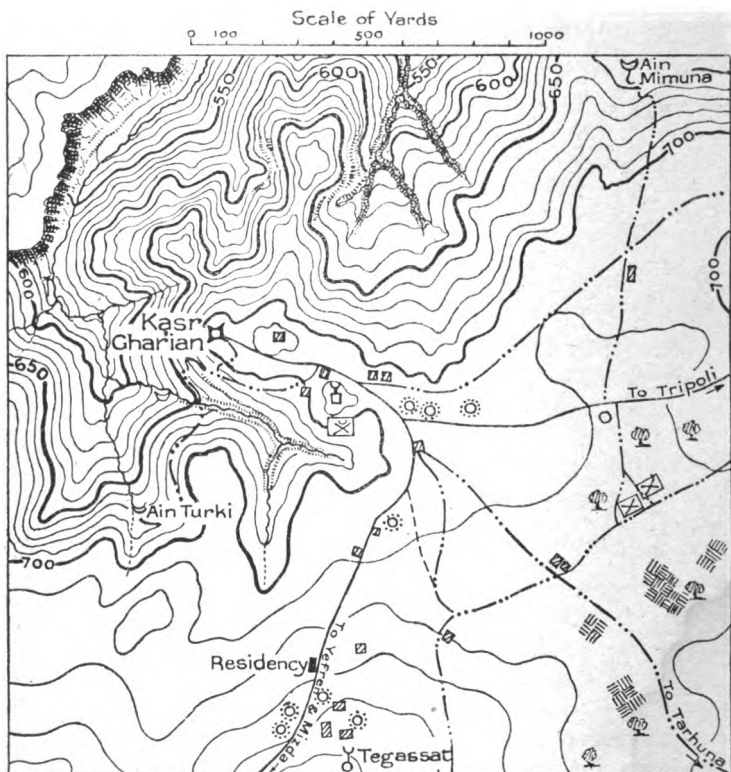 Scale of Yards
0 100 500 1000
550
600
550
600
650
Ain
Mimuna
700
700
600
Kasr
Gharian
650
To Tripoli
Ain Turki
700
Residency
To Yefren & Mizda
To Tarhuna
Tegassat